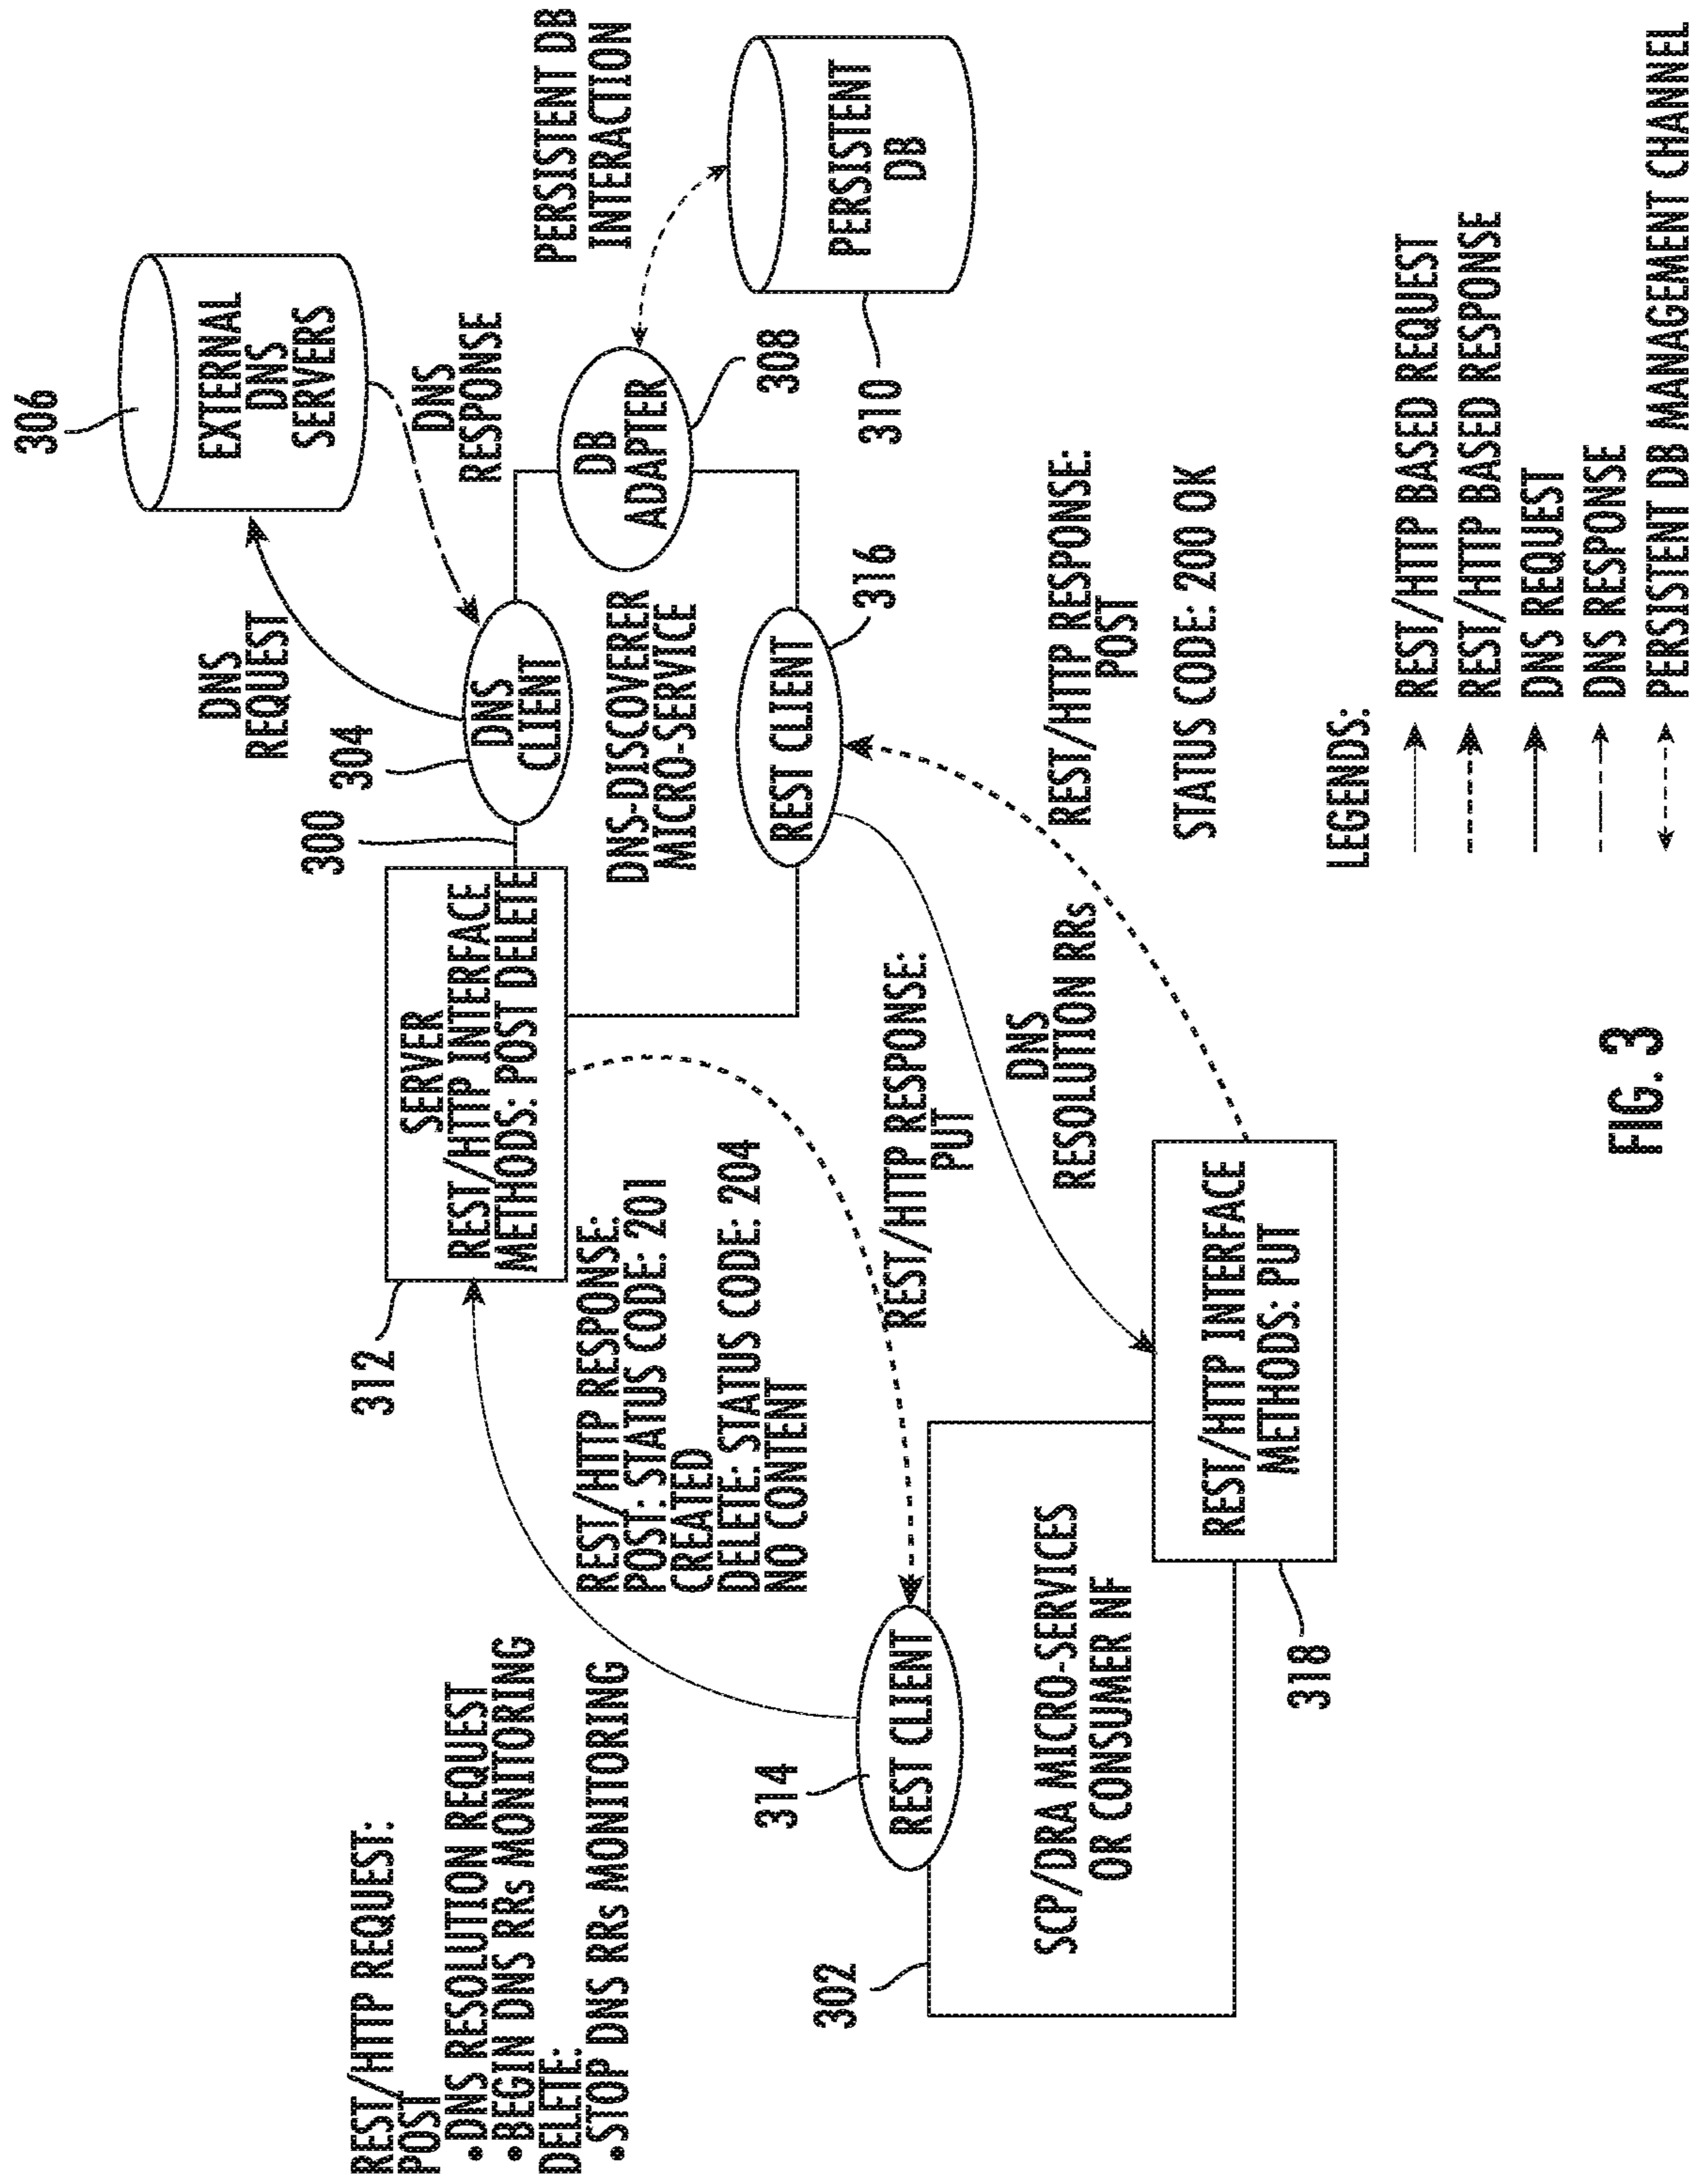 REST/HTTP REQUEST:
POST
•DNS RESOLUTION REQUEST
•BEGIN DNS RRs MONITORING
DELETE:
•STOP DNS RRs MONITORING
312
SERVER
REST/HTTP INTERFACE
METHODS: POST DELETE
300
304
DNS
CLIENT
DNS
REQUEST
306
EXTERNAL
DNS
SERVERS
DNS
RESPONSE
DB
ADAPTER
308
PERSISTENT DB
INTERACTION
PERSISTENT
DB
310
DNS-DISCOVERER
MICRO-SERVICE
REST CLIENT
316
REST/HTTP RESPONSE:
POST: STATUS CODE: 201
CREATED
DELETE: STATUS CODE: 204
NO CONTENT
314
REST CLIENT
302
SCP/DRA MICRO-SERVICES
OR CONSUMER NF
REST/HTTP RESPONSE:
PUT
DNS
RESOLUTION RRs
REST/HTTP RESPONSE:
POST
STATUS CODE: 200 OK
REST/HTTP INTERFACE
METHODS: PUT
318
LEGENDS:
REST/HTTP BASED REQUEST
REST/HTTP BASED RESPONSE
DNS REQUEST
DNS RESPONSE
PERSISTENT DB MANAGEMENT CHANNEL
FIG. 3